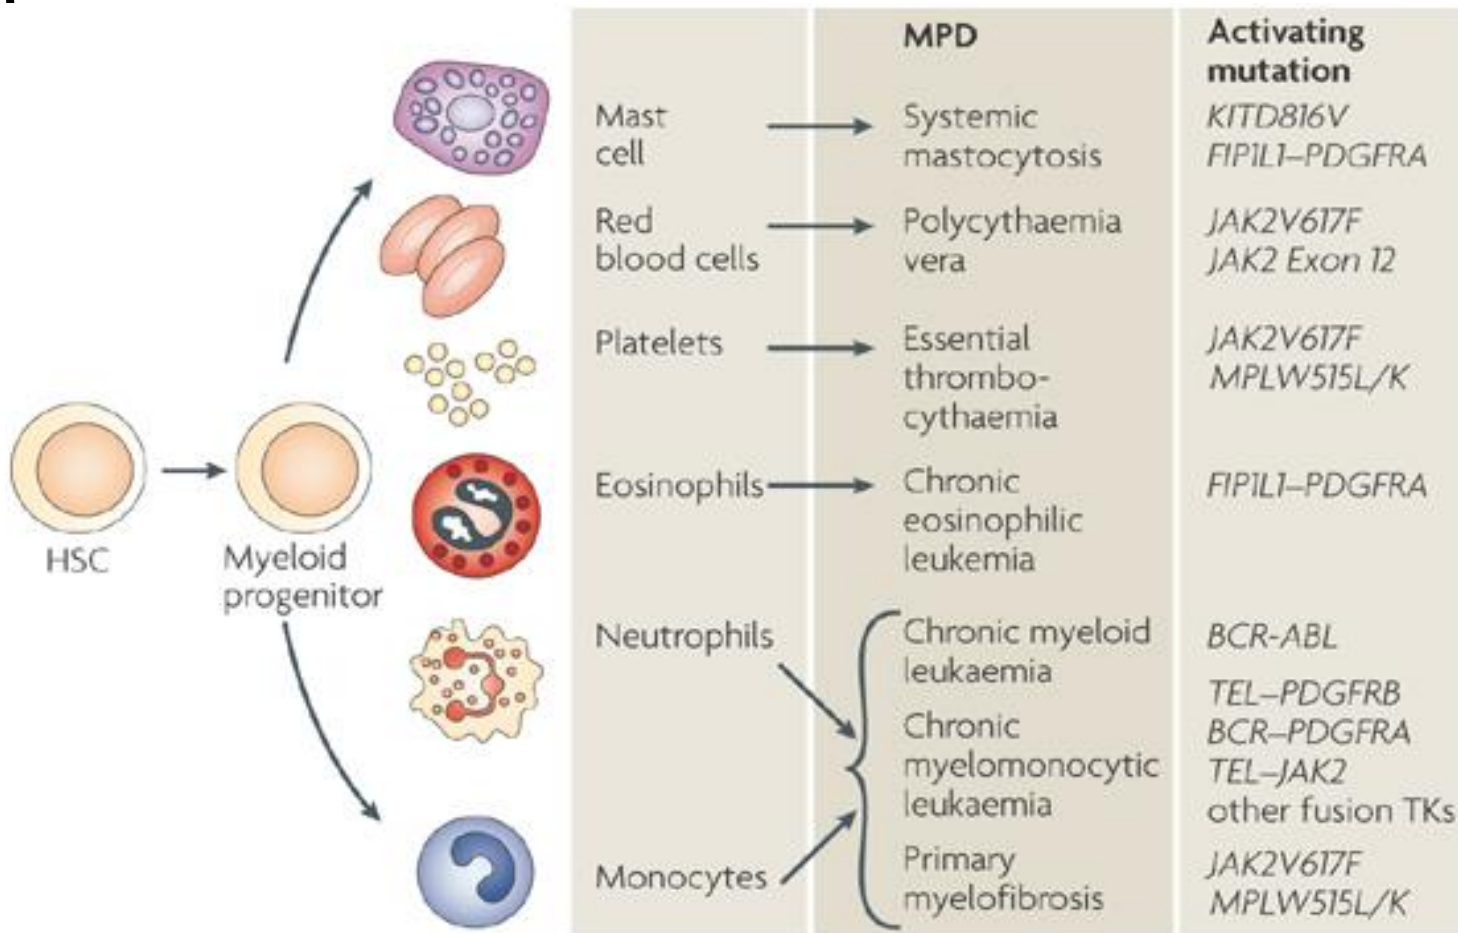 MPD
Activating
mutation
Mast
cell
Systemic
mastocytosis
KITD816V
FIP1L1–PDGFRA
Red
blood cells
Polycythaemia
vera
JAK2V617F
JAK2 Exon 12
Platelets
Essential
thrombo-
cythaemia
JAK2V617F
MPLW515L/K
HSC
Myeloid
progenitor
Eosinophils
Chronic
eosinophilic
leukemia
FIP1L1–PDGFRA
Neutrophils
Monocytes
Chronic myeloid
leukaemia
BCR-ABL
Chronic
myelomonocytic
leukaemia
TEL–PDGFRB
BCR–PDGFRA
TEL–JAK2
other fusion TKs
Primary
myelofibrosis
JAK2V617F
MPLW515L/K